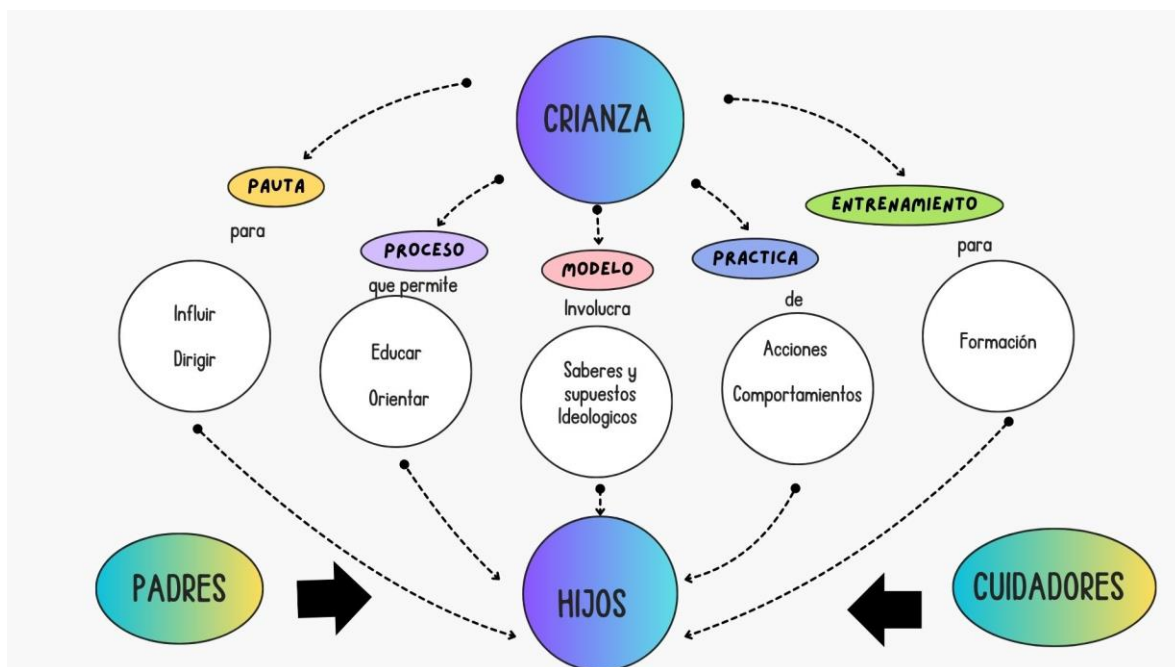 CRIANZA
PAUTA
para
Influir
Dirigir
PROCESO
que permite
Educar
Orientar
MODELO
Involucra
Saberes y
supuestos
Ideologicos
PRACTICA
de
Acciones
Comportamientos
ENTRENAMIENTO
para
Formación
PADRES
HIJOS
CUIDADORES